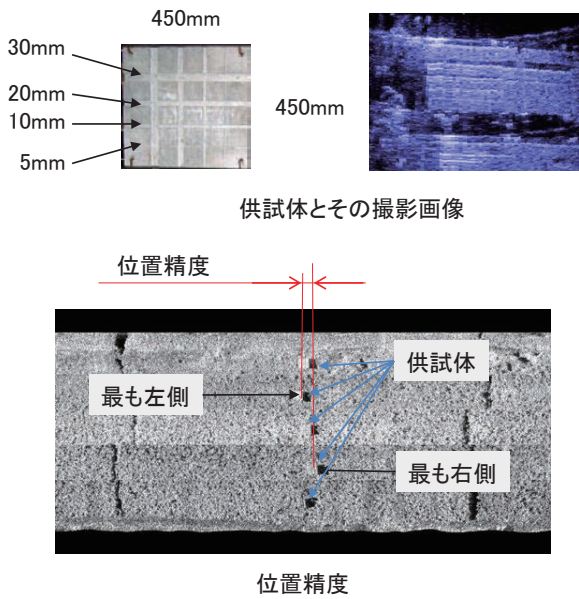 450mm
30mm
20mm
10mm
5mm
450mm
供試体とその撮影画像
位置精度
供試体
最も左側
最も右側
位置精度